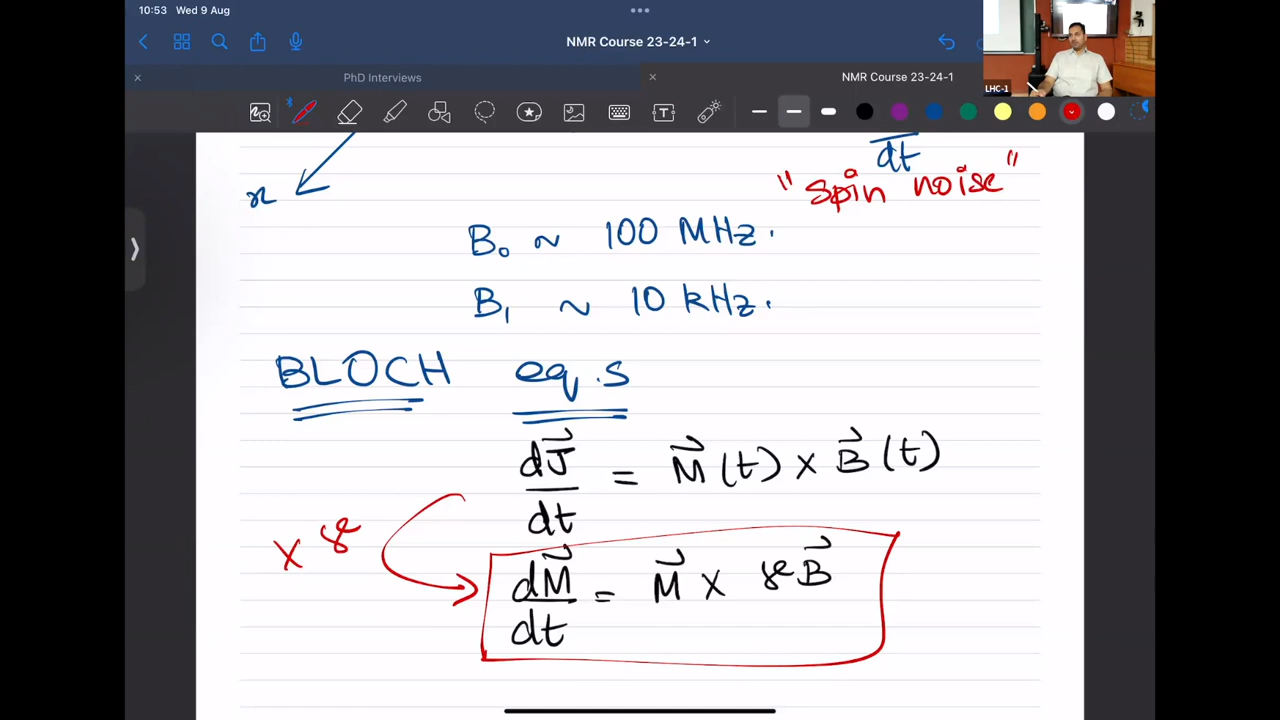 10:53 Wed 9 Aug
NMR Course 23-24-1
PhD Interviews
NMR Course 23-24-1
LHC-1
x
dt
"Spin noise"
B₀ ~ 100 MHz.
B₁ ~ 10 kHz.
BLOCH eq.s
dJ⃗/dt = M⃗(t) × B⃗(t)
× γ
dM⃗/dt = M⃗ × γB⃗